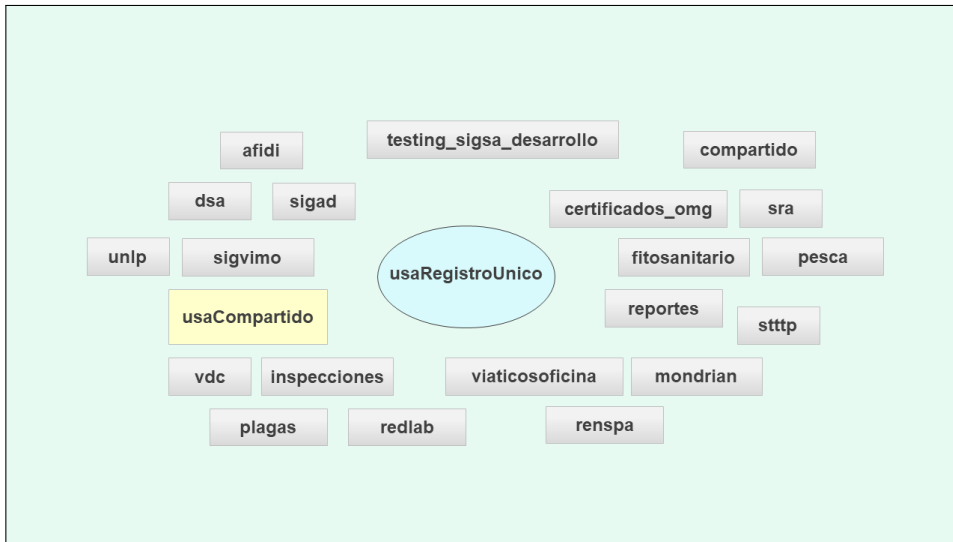 testing_sigsa_desarrollo
afidi
compartido
dsa
sigad
certificados_omg
sra
unlp
sigvimo
usaRegistroUnico
fitosanitario
pesca
usaCompartido
reportes
stttp
vdc
inspecciones
viaticosoficina
mondrian
plagas
redlab
renspa